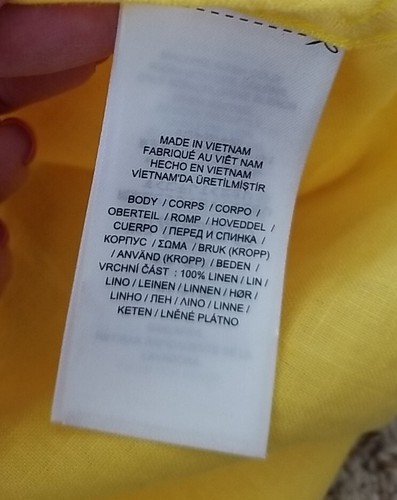 MADE IN VIETNAM
FABRIQUÉ AU VIÊT NAM
HECHO EN VIETNAM
VİETNAM'DA ÜRETİLMİŞTİR
BODY / CORPS / CORPO /
OBERTEIL / ROMP / HOVEDDEL /
CUERPO / ПЕРЕД И СПИНКА /
КОРПУС / ΣΩΜΑ / BRUK (KROPP)
/ ANVÄND (KROPP) / BEDEN /
VRCHNÍ ČÁST : 100% LINEN / LIN /
LINO / LEINEN / LINNEN / HØR /
LINHO / ЛЕН / ΛΙΝΟ / LINNE /
KETEN / LNĚNÉ PLÁTNO